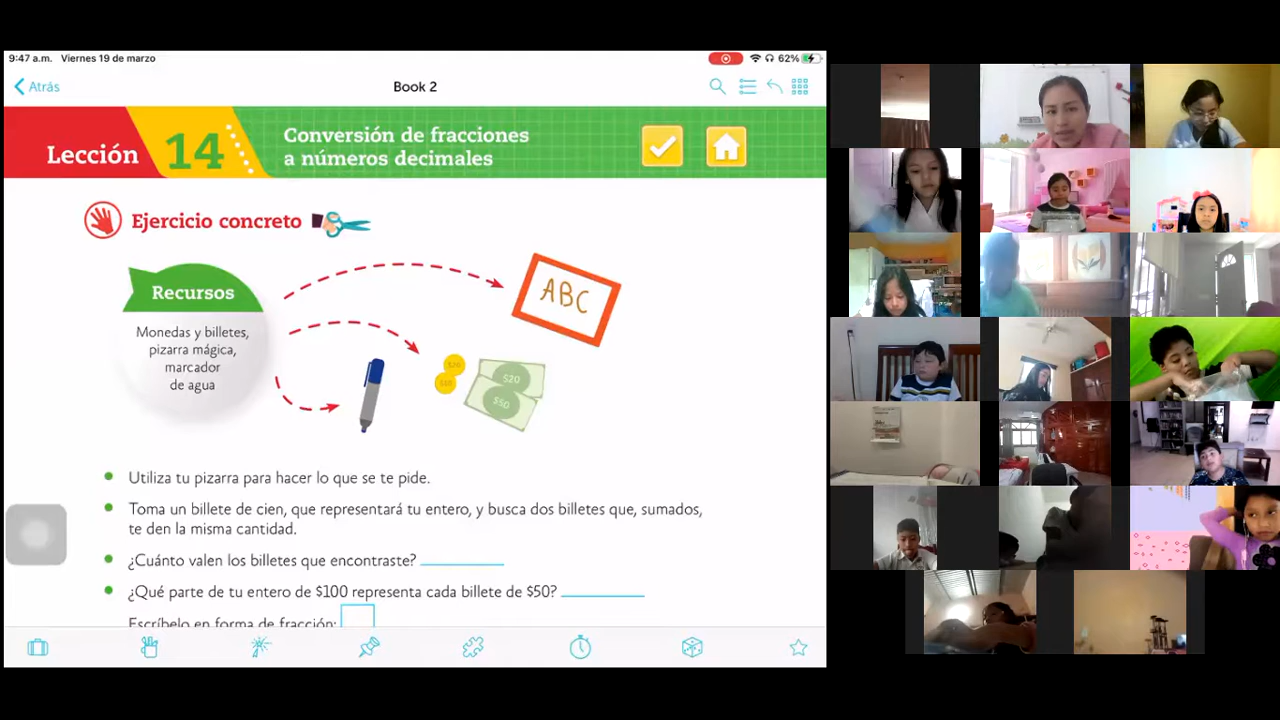 9:47 a.m. Viernes 19 de marzo
62%
Atrás
Book 2
Lección 14
Conversión de fracciones
a números decimales
Ejercicio concreto
Recursos
Monedas y billetes,
pizarra mágica,
marcador
de agua
ABC
$20
$50
Utiliza tu pizarra para hacer lo que se te pide.
Toma un billete de cien, que representará tu entero, y busca dos billetes que, sumados,
te den la misma cantidad.
¿Cuánto valen los billetes que encontraste?
¿Qué parte de tu entero de $100 representa cada billete de $50?
Escríbelo en forma de fracción: